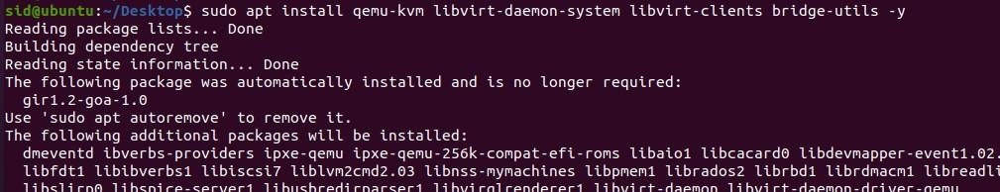 sid@ubuntu:~/Desktop$ sudo apt install qemu-kvm libvirt-daemon-system libvirt-clients bridge-utils -y
Reading package lists... Done
Building dependency tree
Reading state information... Done
The following package was automatically installed and is no longer required:
  gir1.2-goa-1.0
Use 'sudo apt autoremove' to remove it.
The following additional packages will be installed:
  dmeventd ibverbs-providers ipxe-qemu ipxe-qemu-256k-compat-efi-roms libaio1 libcacard0 libdevmapper-event1.02.
  libfdt1 libibverbs1 libiscsi7 liblvm2cmd2.03 libnss-mymachines libpmem1 librados2 librbd1 librdmacm1 libreadli
  libslirp0 libspice-server1 libusbredirparser1 libvirglrenderer1 libvirt-daemon libvirt-daemon-driver-qemu